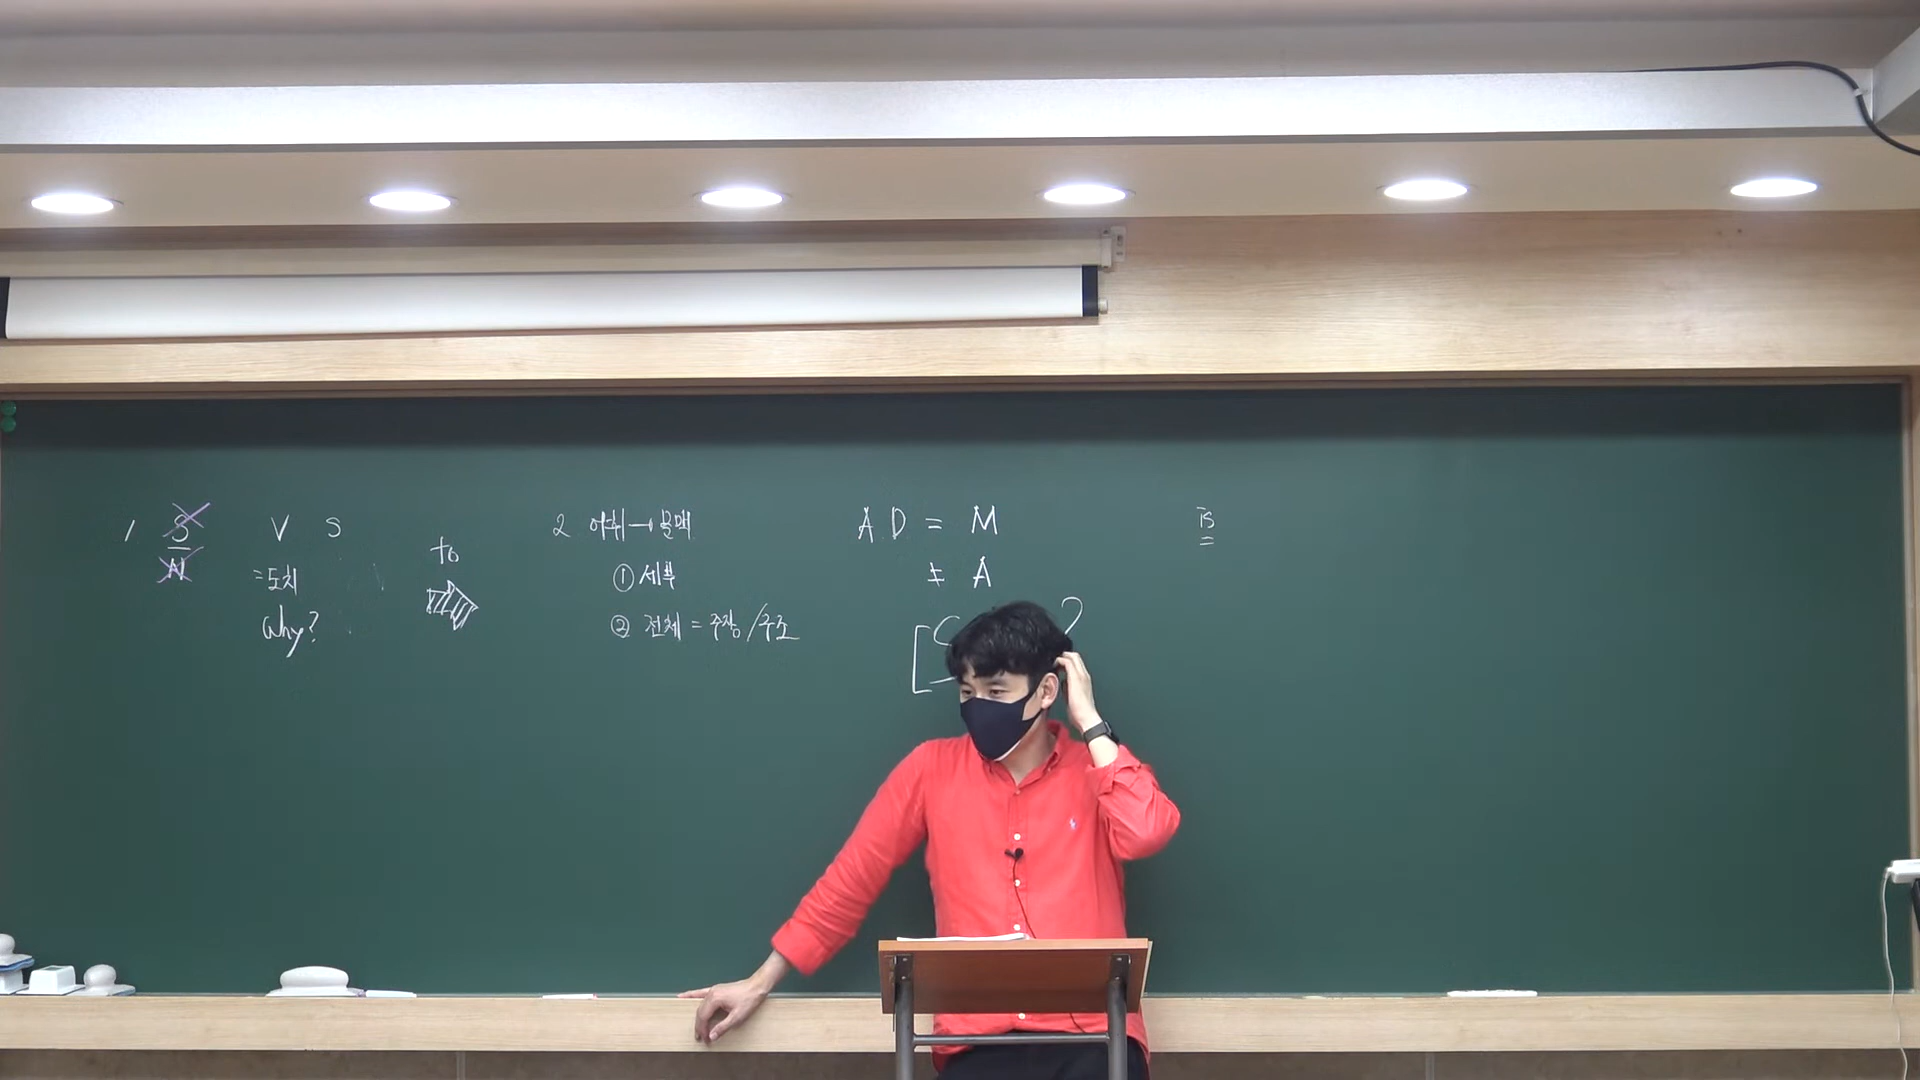 1 S V S
N = 도치
Why?
to
2 어휘 → 문맥
① 세부
② 전체 = 주장 / 구조
A.D = M
≠ A
[ ?
is
=